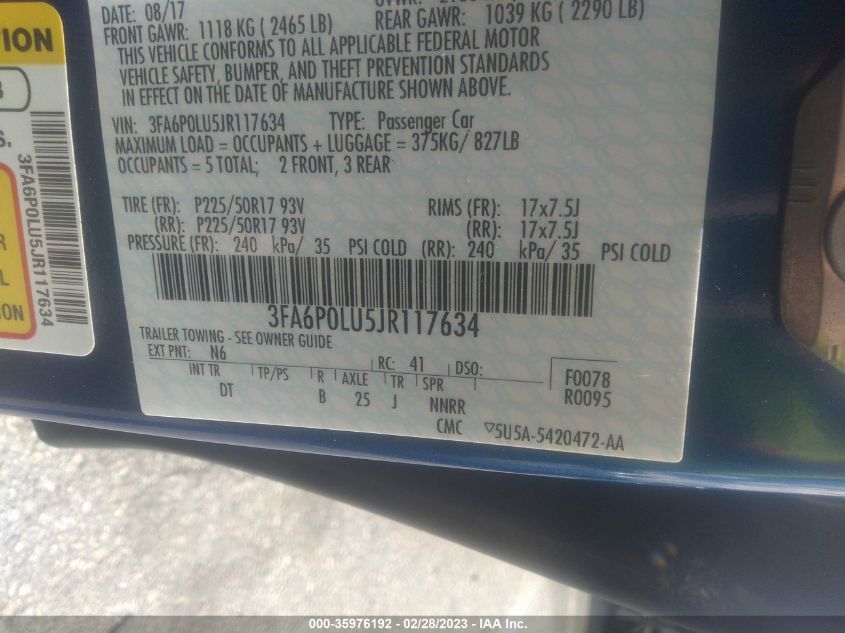 DATE: 08/17
FRONT GAWR: 1118 KG ( 2465 LB)
REAR GAWR: 1039 KG ( 2290 LB)
THIS VEHICLE CONFORMS TO ALL APPLICABLE FEDERAL MOTOR
VEHICLE SAFETY, BUMPER, AND THEFT PREVENTION STANDARDS
IN EFFECT ON THE DATE OF MANUFACTURE SHOWN ABOVE.
VIN: 3FA6P0LU5JR117634 TYPE: Passenger Car
MAXIMUM LOAD = OCCUPANTS + LUGGAGE = 375KG/ 827LB
OCCUPANTS = 5 TOTAL; 2 FRONT, 3 REAR
TIRE (FR): P225/50R17 93V RIMS (FR): 17x7.5J
(RR): P225/50R17 93V (RR): 17x7.5J
PRESSURE (FR): 240 kPa/ 35 PSI COLD (RR): 240 kPa/ 35 PSI COLD
3FA6P0LU5JR117634
TRAILER TOWING - SEE OWNER GUIDE
EXT PNT: N6 RC: 41 DSO:
INT TR TP/PS R AXLE TR SPR
DT B 25 J NNRR
F0078
R0095
CMC ▽5U5A-5420472-AA
3FA6P0LU5JR117634
000-35976192 - 02/28/2023 - IAAI.COM